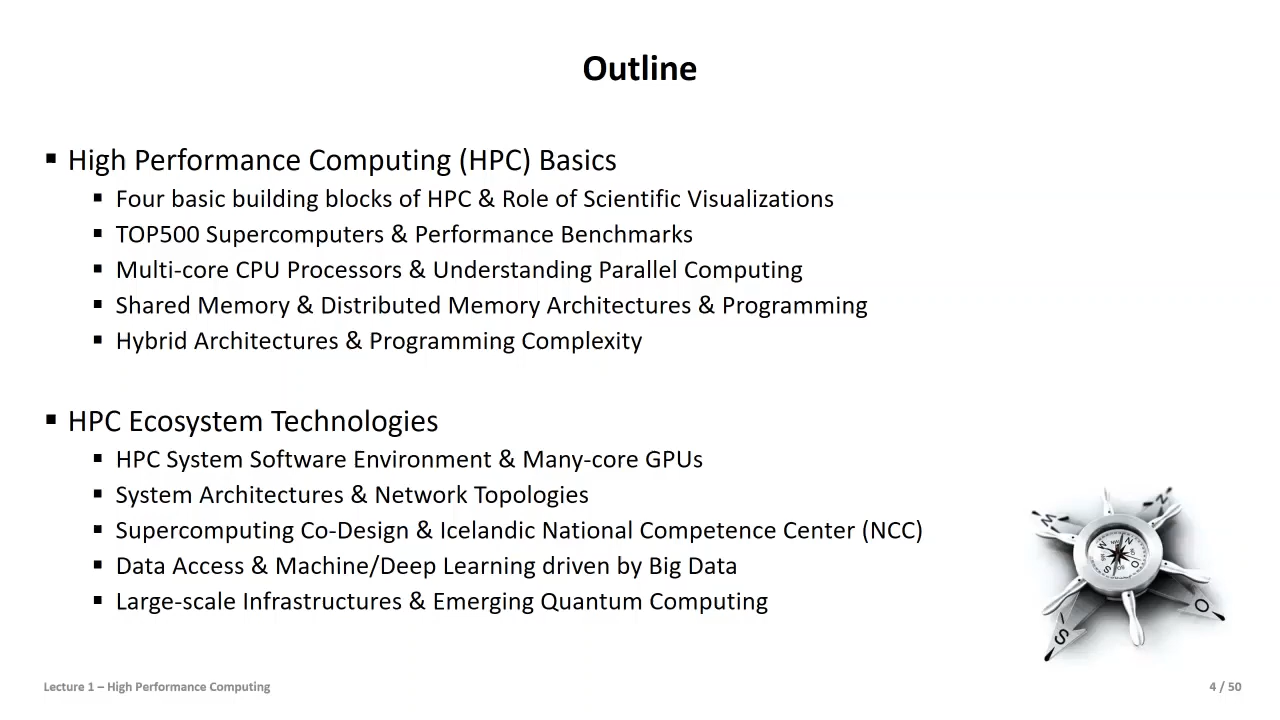 Outline
▪ High Performance Computing (HPC) Basics
▪ Four basic building blocks of HPC & Role of Scientific Visualizations
▪ TOP500 Supercomputers & Performance Benchmarks
▪ Multi-core CPU Processors & Understanding Parallel Computing
▪ Shared Memory & Distributed Memory Architectures & Programming
▪ Hybrid Architectures & Programming Complexity
▪ HPC Ecosystem Technologies
▪ HPC System Software Environment & Many-core GPUs
▪ System Architectures & Network Topologies
▪ Supercomputing Co-Design & Icelandic National Competence Center (NCC)
▪ Data Access & Machine/Deep Learning driven by Big Data
▪ Large-scale Infrastructures & Emerging Quantum Computing
N
W
O
S
Lecture 1 – High Performance Computing
4 / 50